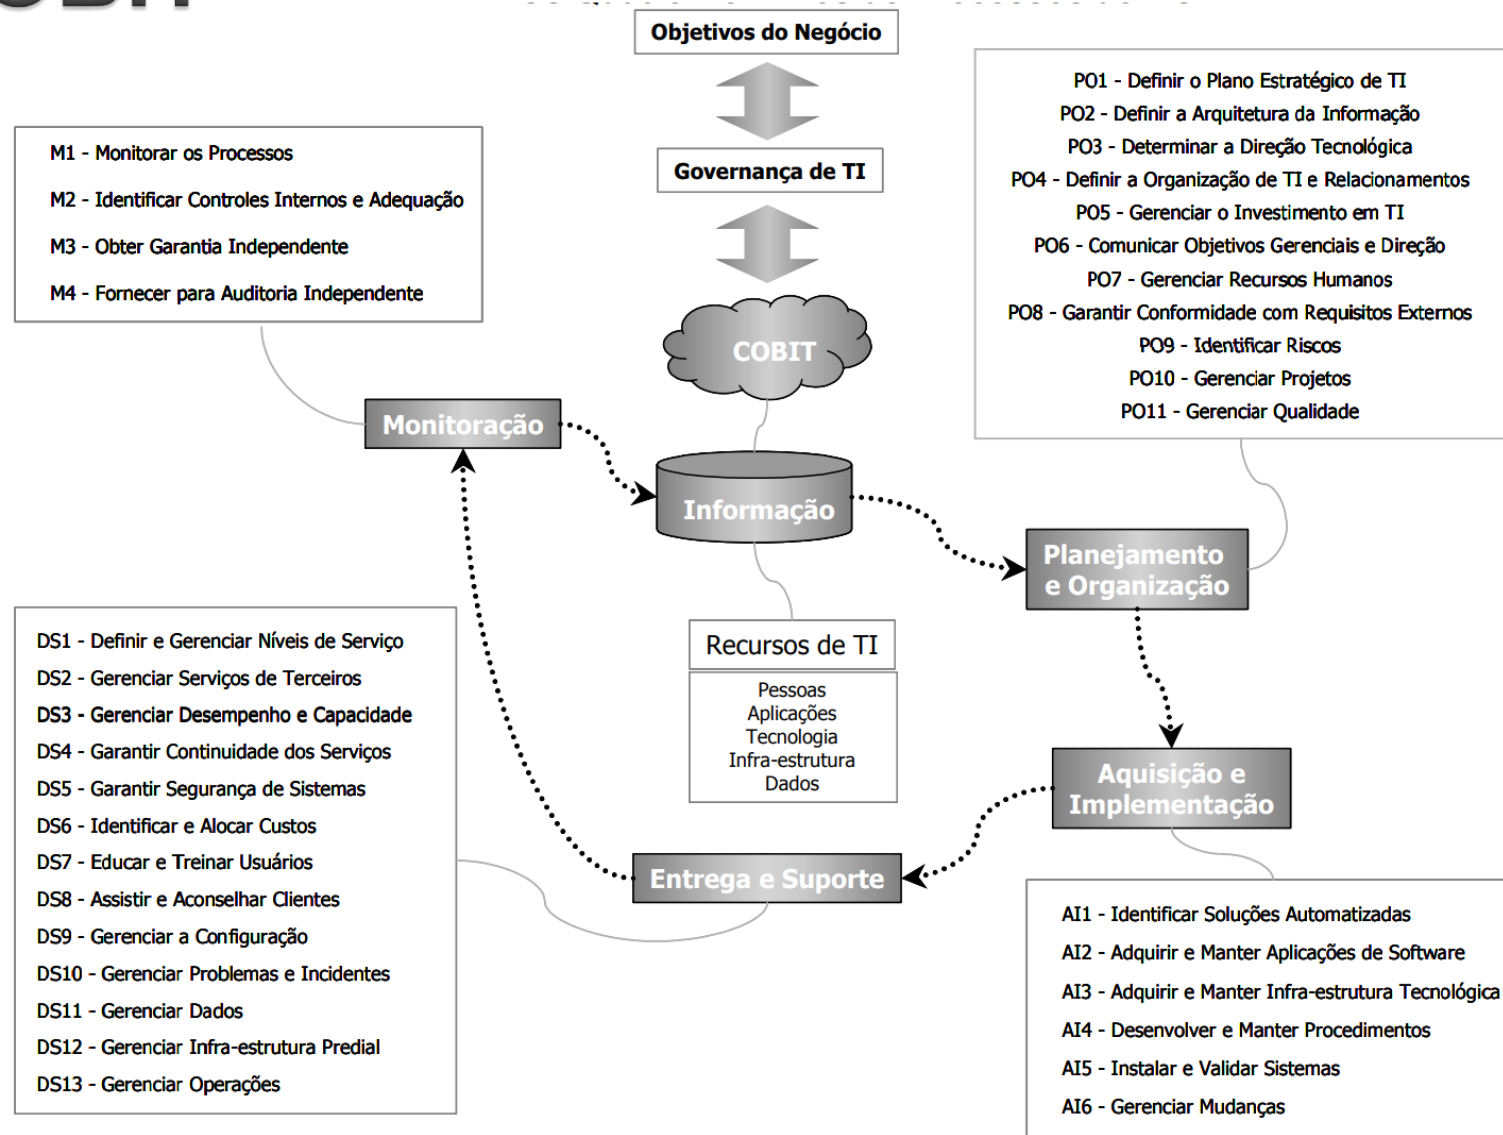 Objetivos do Negócio
Governança de TI
COBIT
Informação
Recursos de TI
Pessoas
Aplicações
Tecnologia
Infra-estrutura
Dados
M1 - Monitorar os Processos
M2 - Identificar Controles Internos e Adequação
M3 - Obter Garantia Independente
M4 - Fornecer para Auditoria Independente
Monitoração
PO1 - Definir o Plano Estratégico de TI
PO2 - Definir a Arquitetura da Informação
PO3 - Determinar a Direção Tecnológica
PO4 - Definir a Organização de TI e Relacionamentos
PO5 - Gerenciar o Investimento em TI
PO6 - Comunicar Objetivos Gerenciais e Direção
PO7 - Gerenciar Recursos Humanos
PO8 - Garantir Conformidade com Requisitos Externos
PO9 - Identificar Riscos
PO10 - Gerenciar Projetos
PO11 - Gerenciar Qualidade
Planejamento
e Organização
DS1 - Definir e Gerenciar Níveis de Serviço
DS2 - Gerenciar Serviços de Terceiros
DS3 - Gerenciar Desempenho e Capacidade
DS4 - Garantir Continuidade dos Serviços
DS5 - Garantir Segurança de Sistemas
DS6 - Identificar e Alocar Custos
DS7 - Educar e Treinar Usuários
DS8 - Assistir e Aconselhar Clientes
DS9 - Gerenciar a Configuração
DS10 - Gerenciar Problemas e Incidentes
DS11 - Gerenciar Dados
DS12 - Gerenciar Infra-estrutura Predial
DS13 - Gerenciar Operações
Entrega e Suporte
Aquisição e
Implementação
AI1 - Identificar Soluções Automatizadas
AI2 - Adquirir e Manter Aplicações de Software
AI3 - Adquirir e Manter Infra-estrutura Tecnológica
AI4 - Desenvolver e Manter Procedimentos
AI5 - Instalar e Validar Sistemas
AI6 - Gerenciar Mudanças